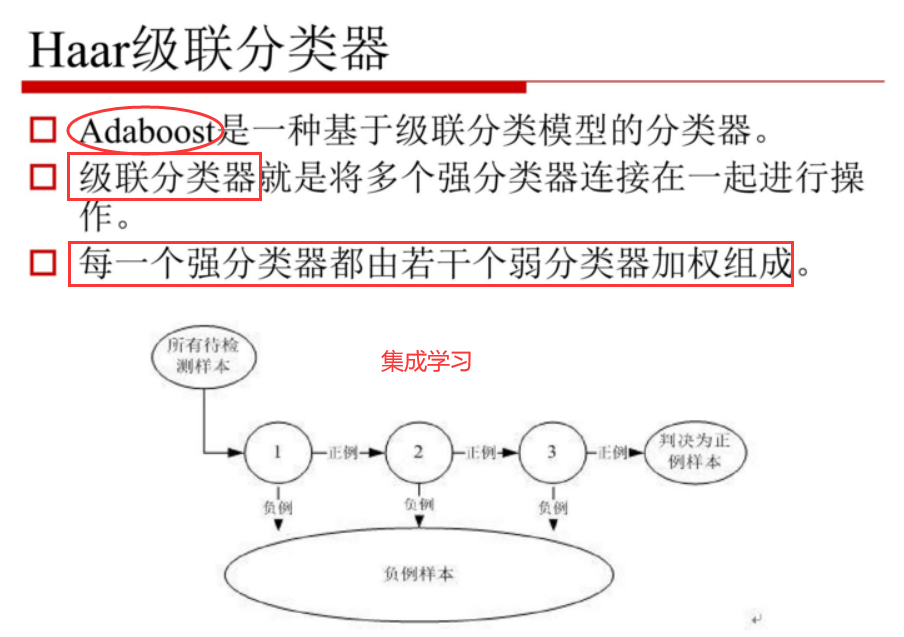 Haar级联分类器
Adaboost是一种基于级联分类模型的分类器。
级联分类器就是将多个强分类器连接在一起进行操
作。
每一个强分类器都由若干个弱分类器加权组成。
所有待检
测样本
集成学习
1
正例
2
正例
3
正例
判决为正
例样本
负例
负例
负例
负例样本